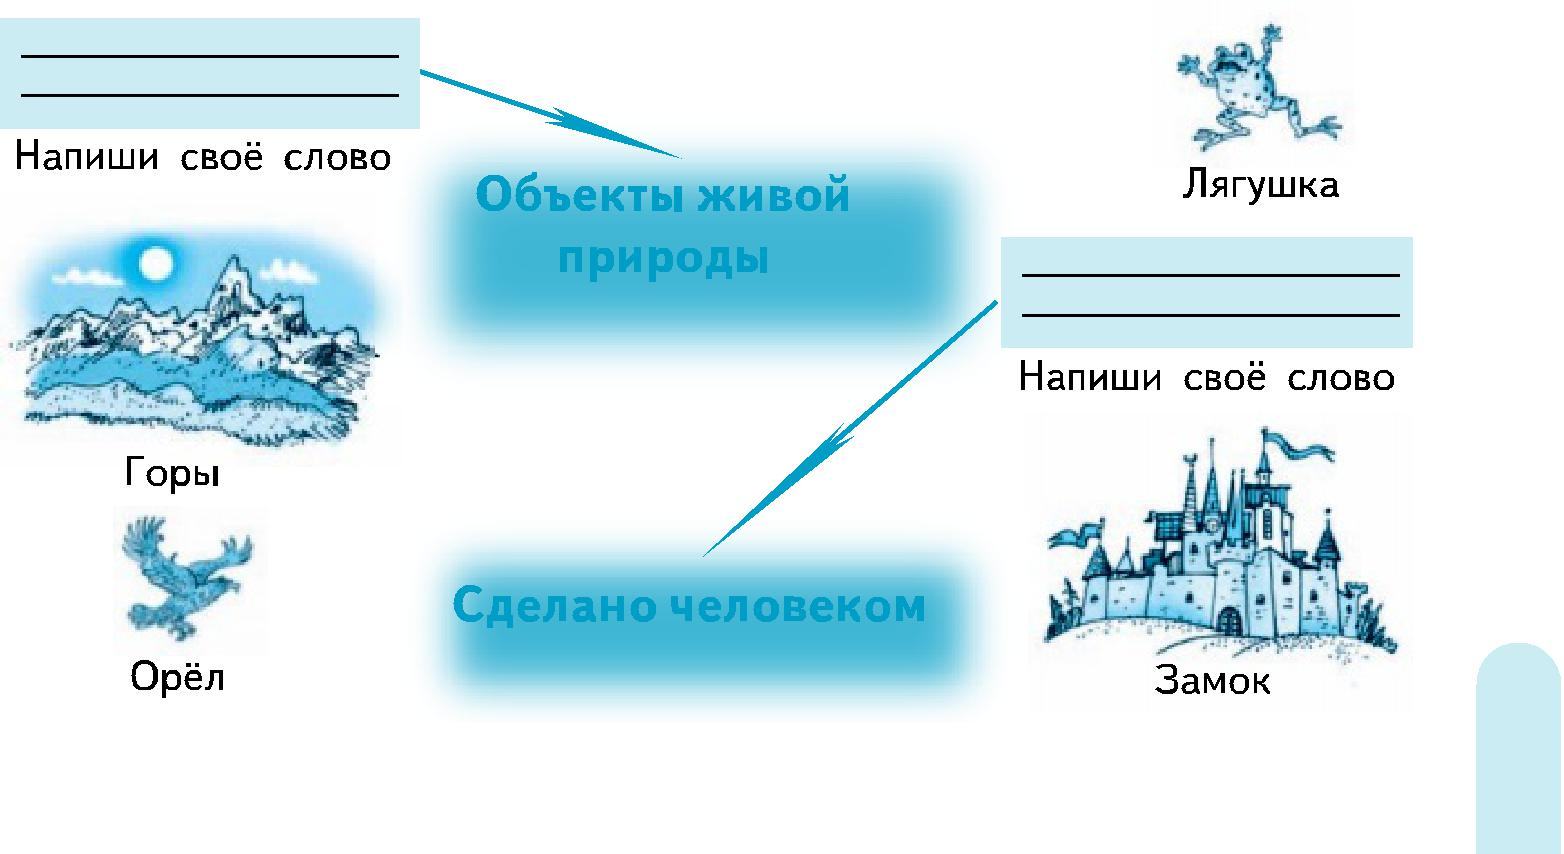 Напиши своё слово
Горы
Орёл
Объекты живой
природы
Сделано человеком
Лягушка
Напиши своё слово
Замок